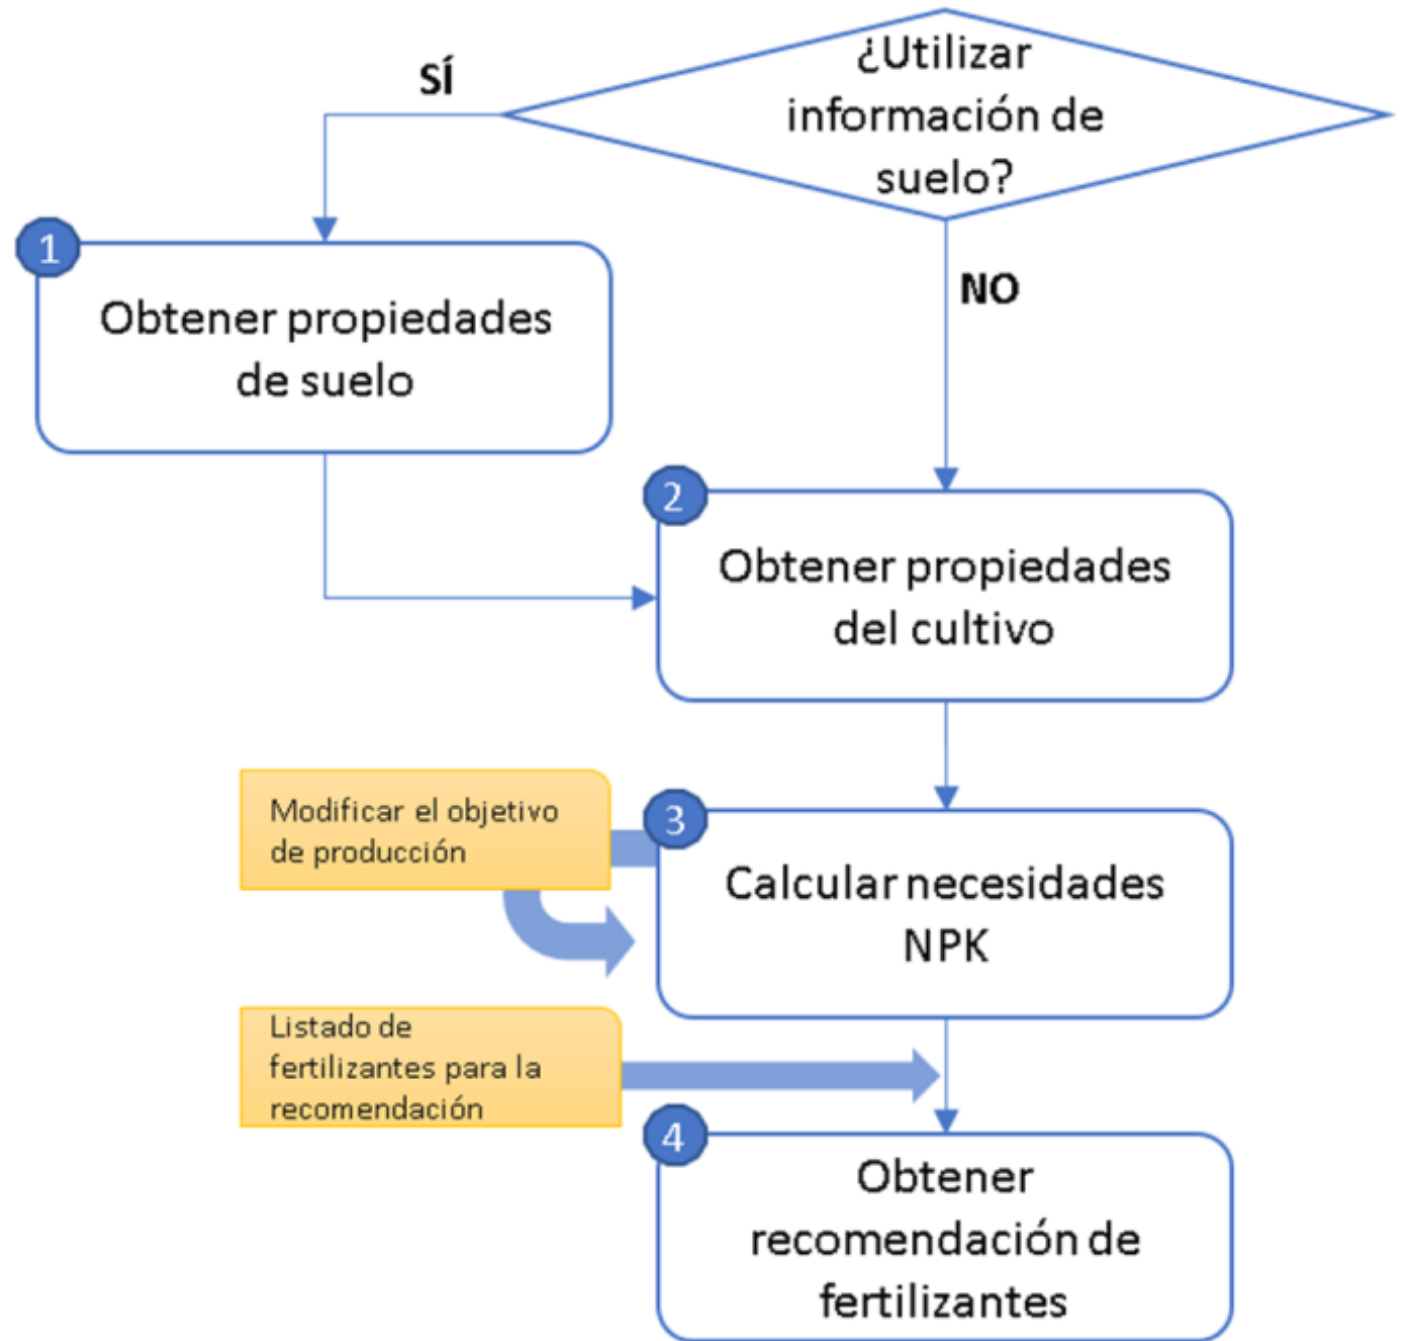 ¿Utilizar
información de
suelo?
SÍ
NO
1
Obtener propiedades
de suelo
2
Obtener propiedades
del cultivo
Modificar el objetivo
de producción
3
Calcular necesidades
NPK
Listado de
fertilizantes para la
recomendación
4
Obtener
recomendación de
fertilizantes